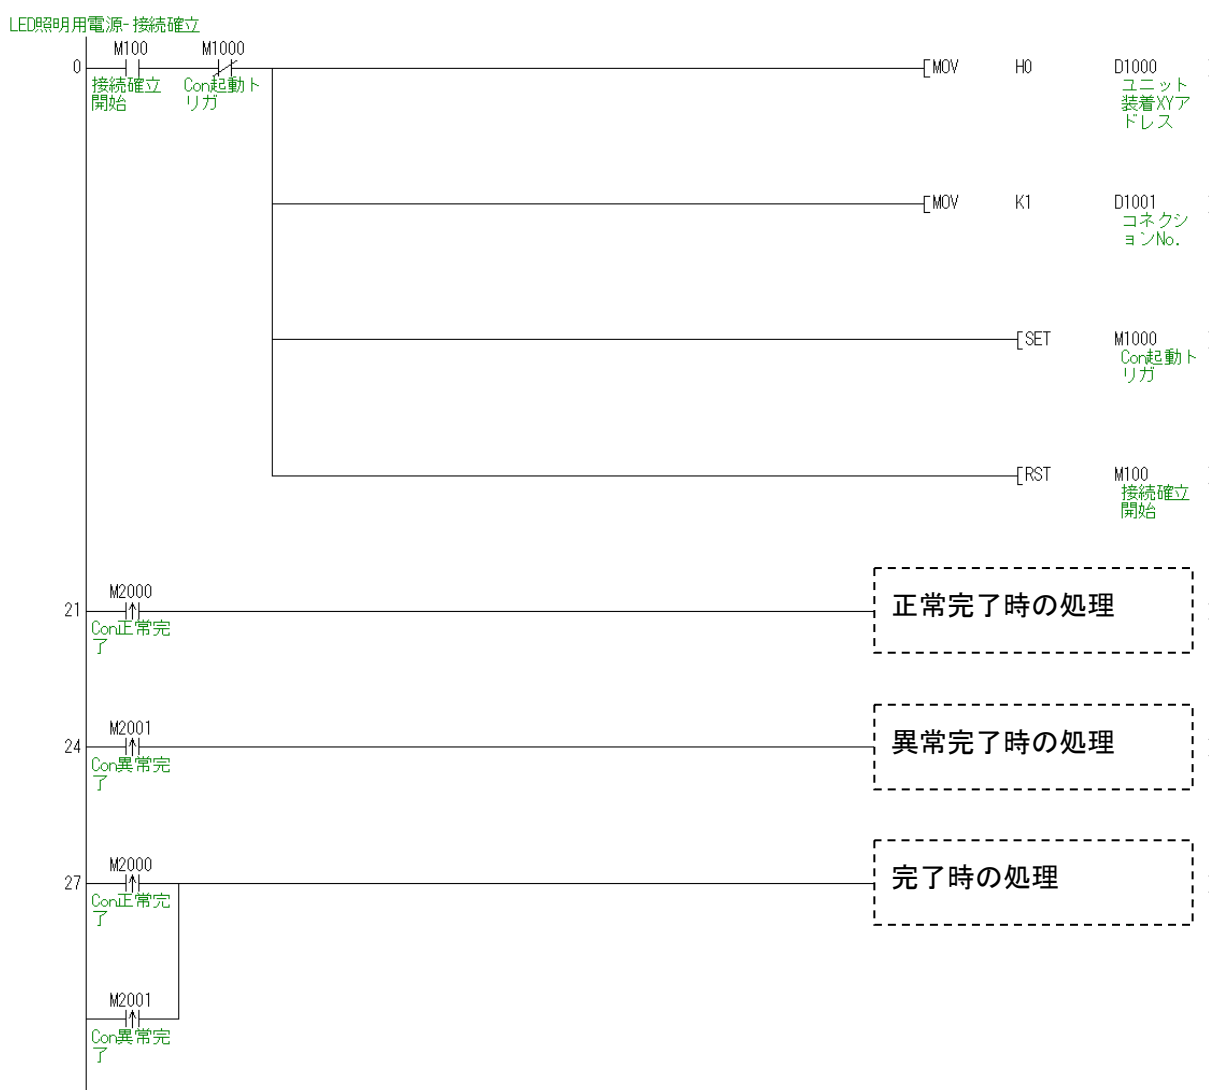 LED照明用電源-接続確立
M100 M1000
0 [MOV H0 D1000
接続確立
開始
Con起動ト
リガ
ユニット
装着XYア
ドレス
[MOV K1 D1001
コネクシ
ョンNo.
[SET M1000
Con起動ト
リガ
[RST M100
接続確立
開始
M2000
21 正常完了時の処理
Con正常完
了
M2001
24 異常完了時の処理
Con異常完
了
M2000
27 完了時の処理
Con正常完
了
M2001
Con異常完
了